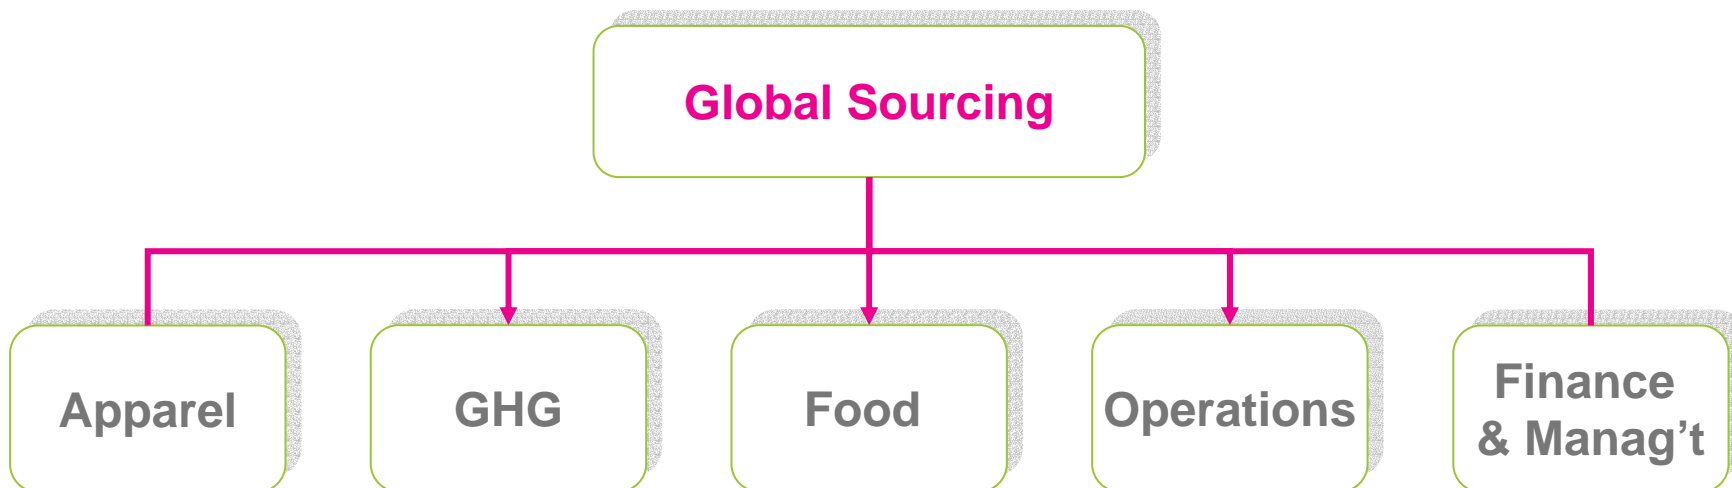 Global Sourcing
Apparel
GHG
Food
Operations
Finance
& Manag’t